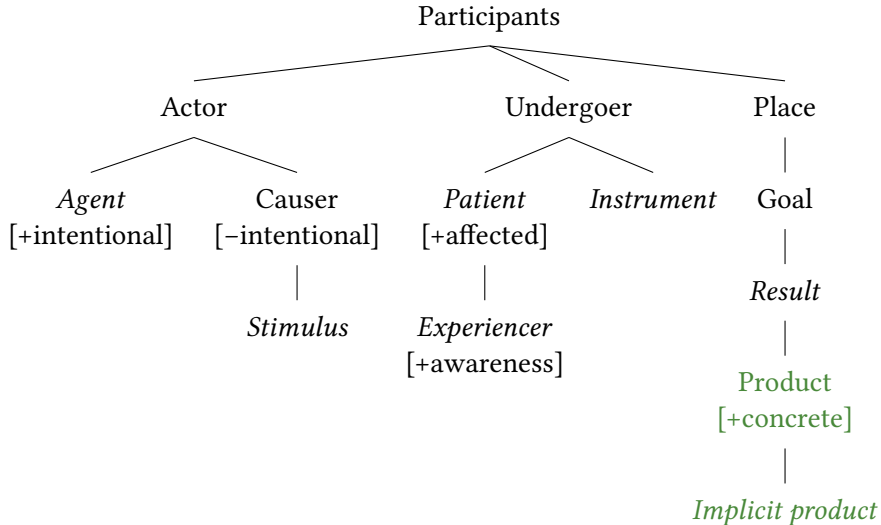 Participants
Actor Undergoer Place
Agent Causer Patient Instrument Goal
[+intentional] [–intentional] [+affected]
Stimulus Experiencer Result
[+awareness]
Product
[+concrete]
Implicit product